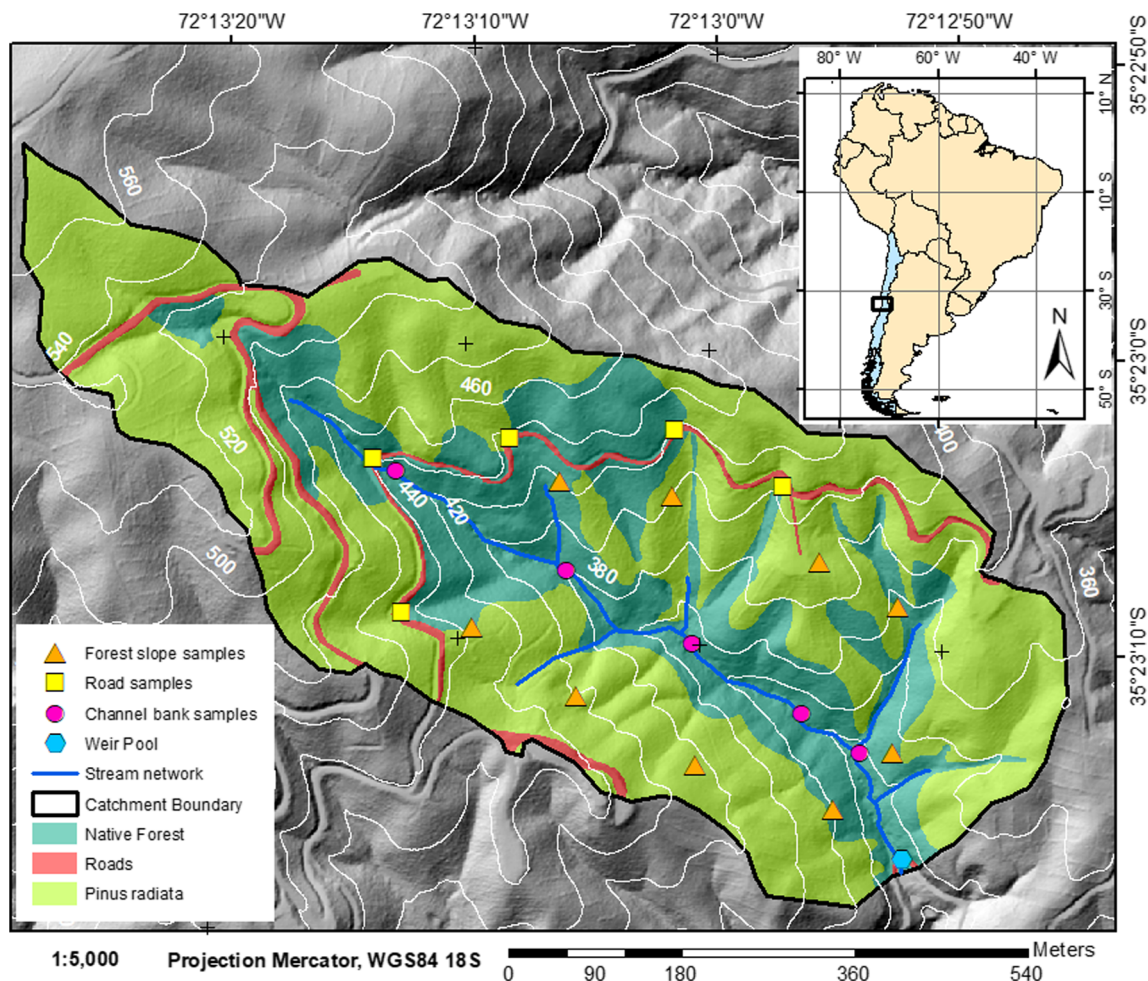 72°13'20"W 72°13'10"W 72°13'0"W 72°12'50"W
35°22'50"S
80° W 60° W 40° W
10° N
10° S
30° S
50° S
N
560
540
460
35°23'0"S
400
520
440
420
500
380
360
35°23'10"S
Forest slope samples
Road samples
Channel bank samples
Weir Pool
Stream network
Catchment Boundary
Native Forest
Roads
Pinus radiata
1:5,000 Projection Mercator, WGS84 18S
Meters
0 90 180 360 540